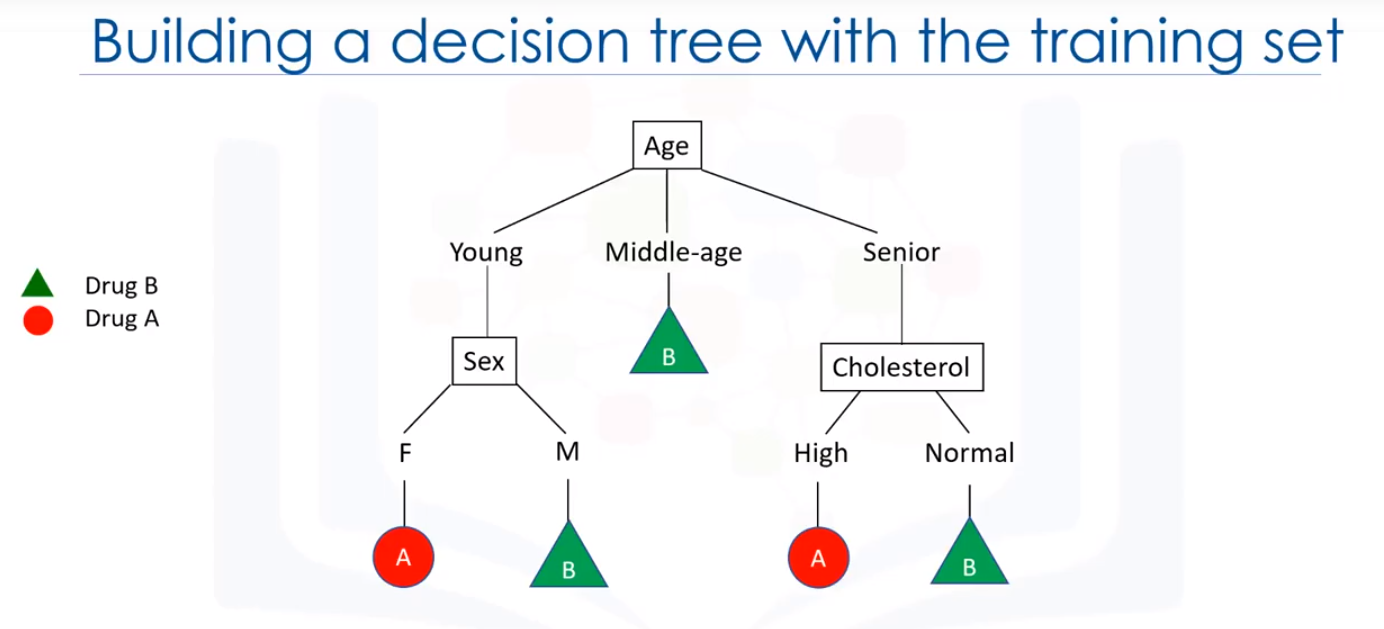 Building a decision tree with the training set
Age
Young Middle-age Senior
Drug B
Drug A
B
Sex
Cholesterol
F M High Normal
A B A B